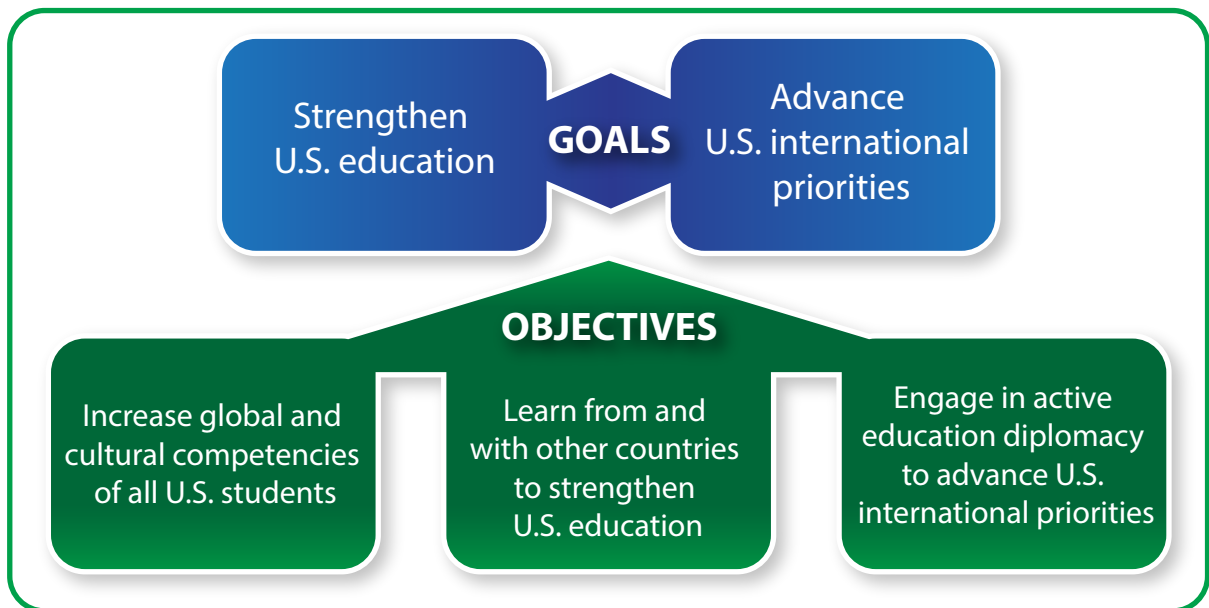 Strengthen
U.S. education
GOALS
Advance
U.S. international
priorities
OBJECTIVES
Increase global and
cultural competencies
of all U.S. students
Learn from and
with other countries
to strengthen
U.S. education
Engage in active
education diplomacy
to advance U.S.
international priorities